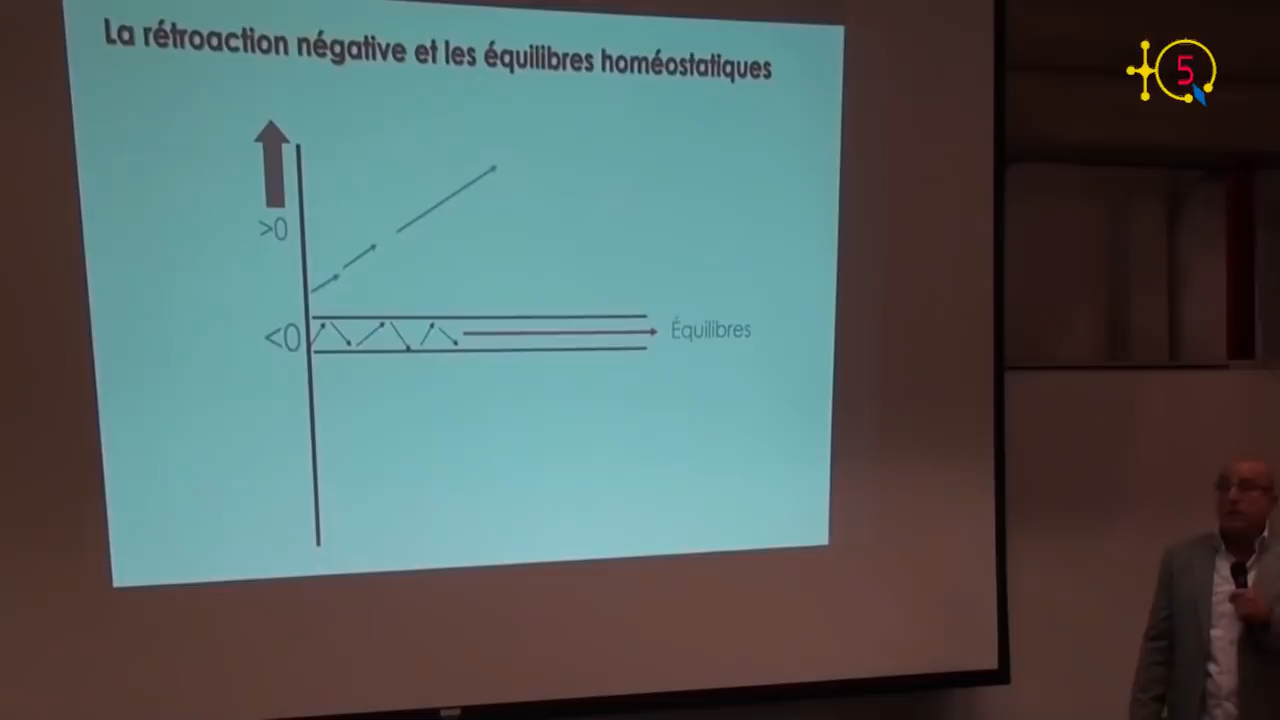 La rétroaction négative et les équilibres homéostatiques
>0
<0
Équilibres
5